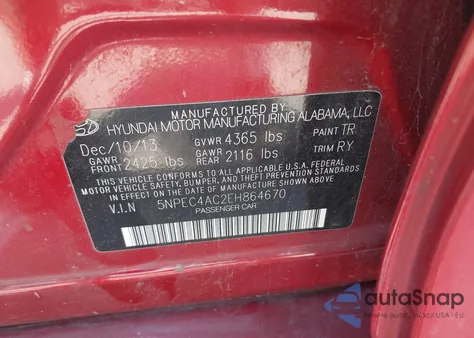 MANUFACTURED BY
HYUNDAI MOTOR MANUFACTURING ALABAMA, LLC
Dec/10/13 GVWR 4365 lbs PAINT TR
GAWR FRONT 2425 lbs GAWR REAR 2116 lbs TRIM RY
THIS VEHICLE CONFORMS TO ALL APPLICABLE U.S. FEDERAL MOTOR
VEHICLE SAFETY, BUMPER, AND THEFT PREVENTION STANDARDS
IN EFFECT ON THE DATE OF MANUFACTURE SHOWN ABOVE.
V.I.N 5NPEC4AC2EH864670
PASSENGER CAR
autoSnap